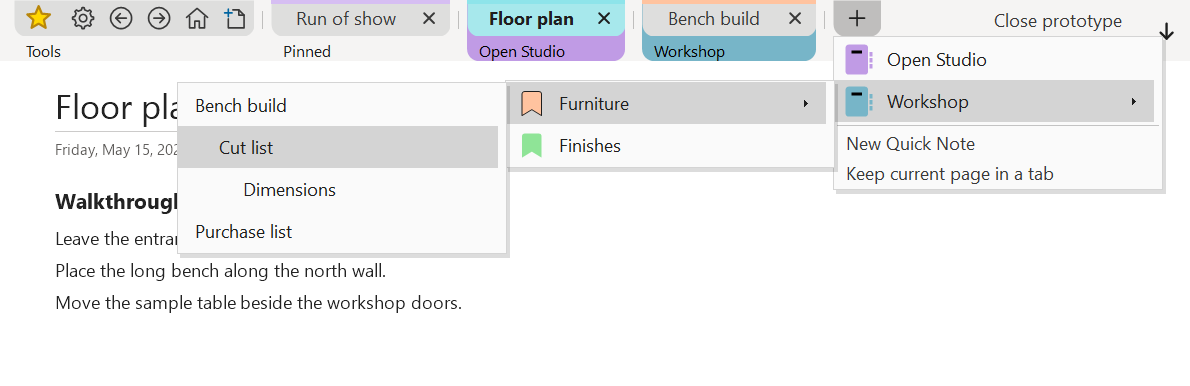 Run of show
Floor plan
Bench build
Close prototype
Tools
Pinned
Open Studio
Workshop
Open Studio
Workshop
New Quick Note
Keep current page in a tab
Furniture
Finishes
Bench build
Cut list
Dimensions
Purchase list
Floor pla
Friday, May 15, 202
Walkthrough
Leave the entran
Place the long bench along the north wall.
Move the sample table beside the workshop doors.